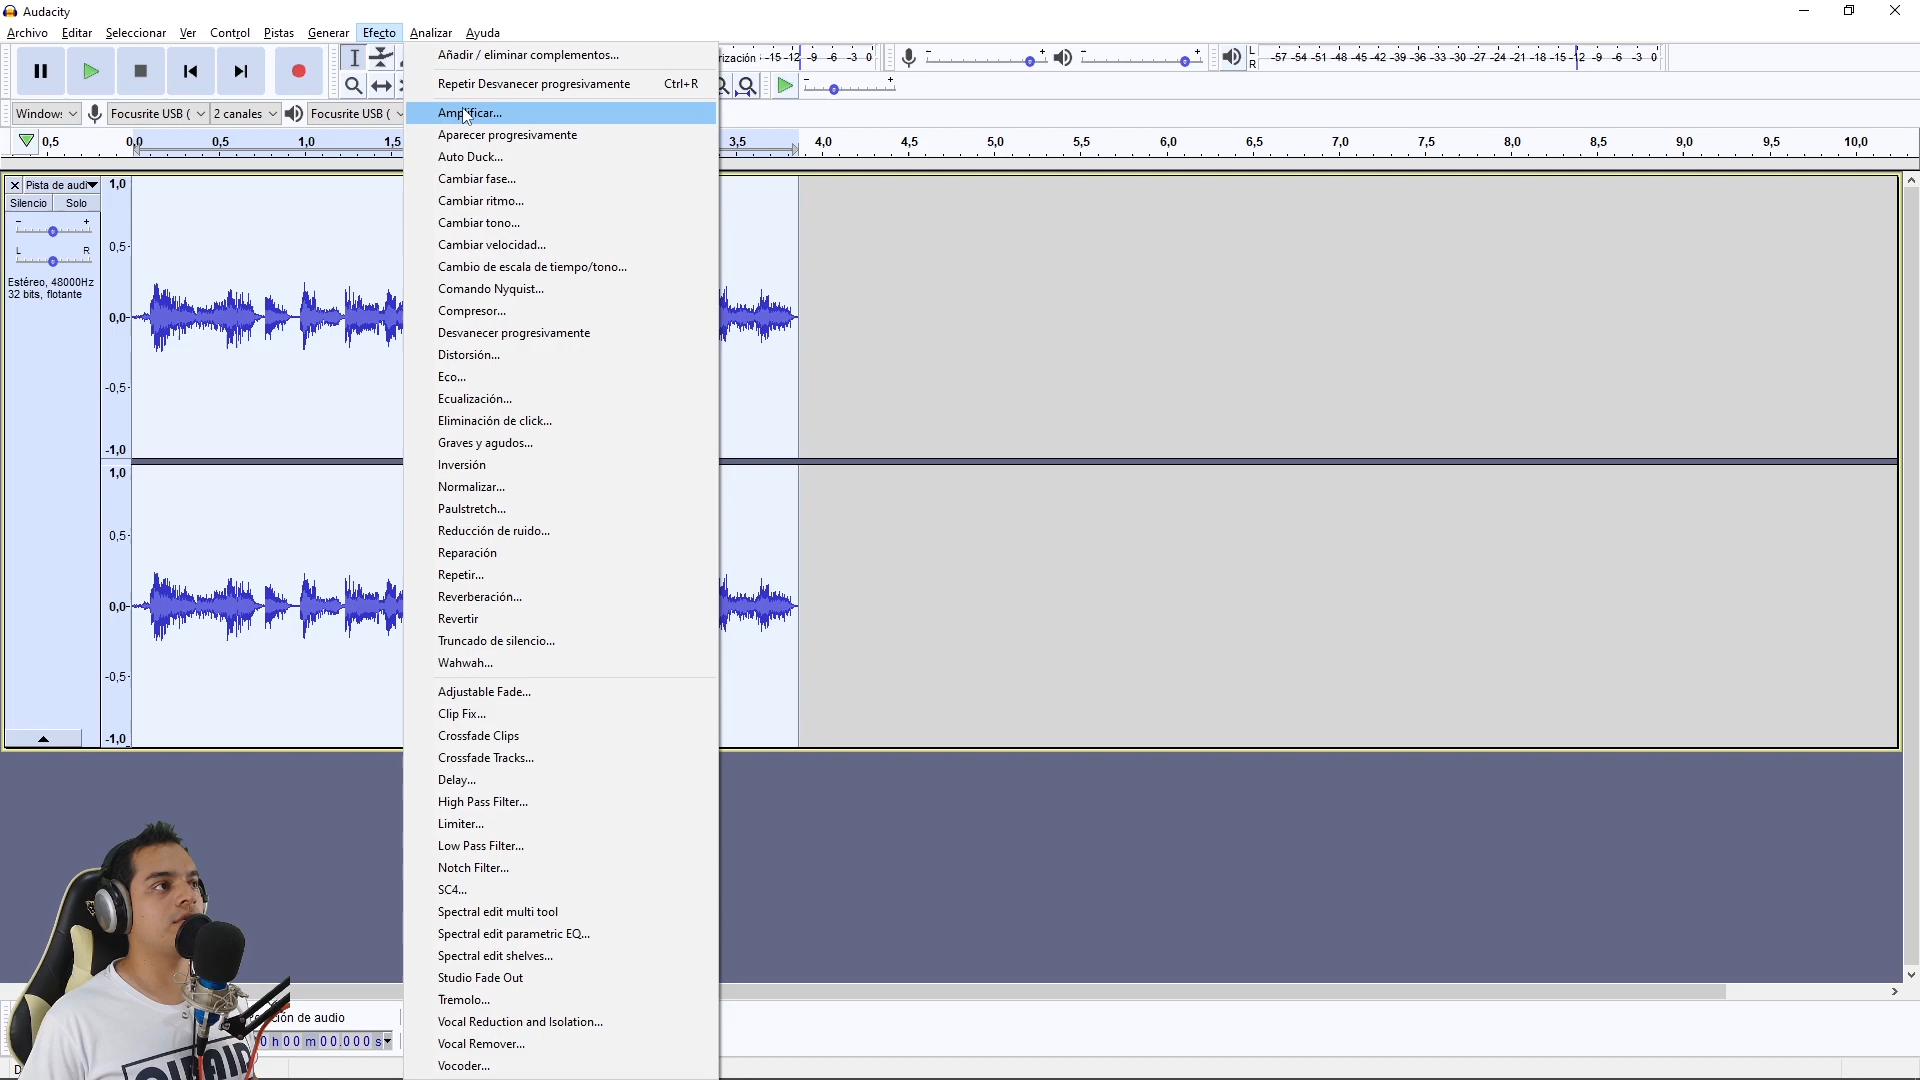 Audacity
Archivo Editar Seleccionar Ver Control Pistas Generar Efecto Analizar Ayuda
rización -15 -12 -9 -6 -3 0
L
R
-57 -54 -51 -48 -45 -42 -39 -36 -33 -30 -27 -24 -21 -18 -15 -12 -9 -6 -3 0
Windows Focusrite USB ( 2 canales Focusrite USB (
0,5 0,0 0,5 1,0 1,5 3,5 4,0 4,5 5,0 5,5 6,0 6,5 7,0 7,5 8,0 8,5 9,0 9,5 10,0
Añadir / eliminar complementos...
Repetir Desvanecer progresivamente Ctrl+R
Amplificar...
Aparecer progresivamente
Auto Duck...
Cambiar fase...
Cambiar ritmo...
Cambiar tono...
Cambiar velocidad...
Cambio de escala de tiempo/tono...
Comando Nyquist...
Compresor...
Desvanecer progresivamente
Distorsión...
Eco...
Ecualización...
Eliminación de click...
Graves y agudos...
Inversión
Normalizar...
Paulstretch...
Reducción de ruido...
Reparación
Repetir...
Reverberación...
Revertir
Truncado de silencio...
Wahwah...
Adjustable Fade...
Clip Fix...
Crossfade Clips
Crossfade Tracks...
Delay...
High Pass Filter...
Limiter...
Low Pass Filter...
Notch Filter...
SC4...
Spectral edit multi tool
Spectral edit parametric EQ...
Spectral edit shelves...
Studio Fade Out
Tremolo...
Vocal Reduction and Isolation...
Vocal Remover...
Vocoder...
Pista de audi
Silencio Solo
L R
Estéreo, 48000Hz
32 bits, flotante
1,0
0,5
0,0
-0,5
-1,0
1,0
0,5
0,0
-0,5
-1,0
ción de audio
0 h 00 m 00.000 s